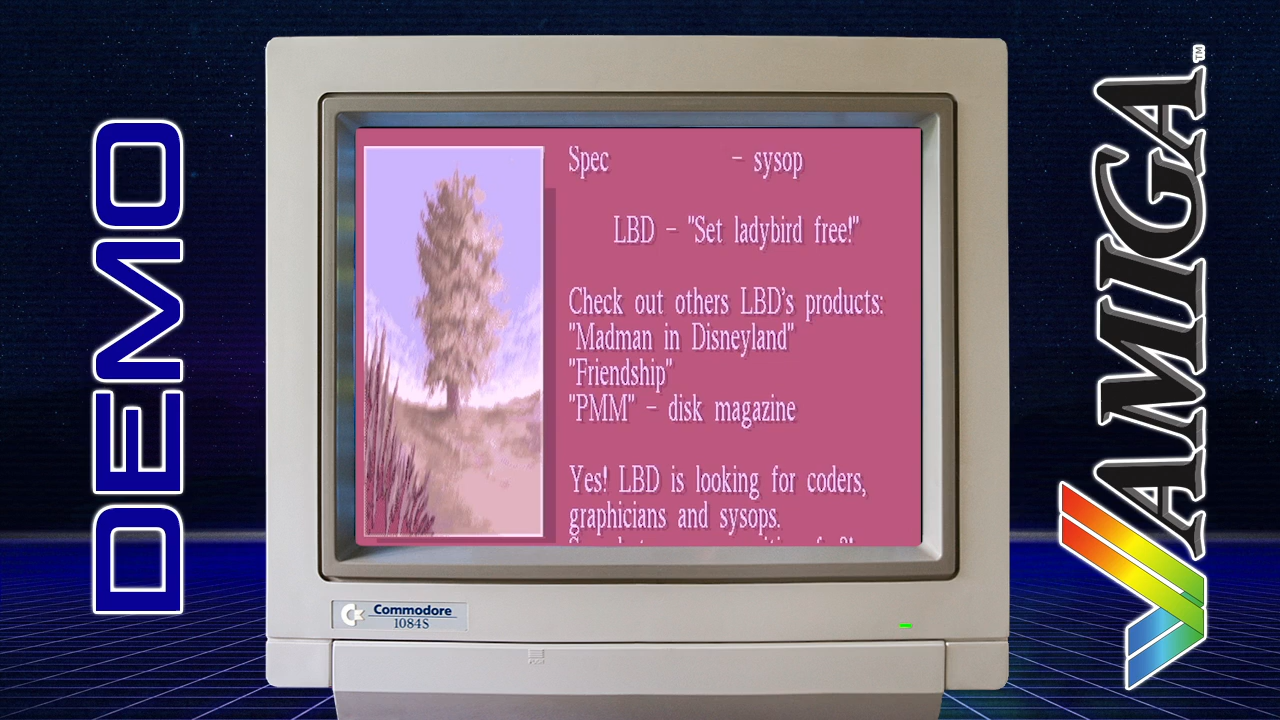 DEMO
Spec - sysop
LBD - "Set ladybird free!"
Check out others LBD's products:
"Madman in Disneyland"
"Friendship"
"PMM" - disk magazine
Yes! LBD is looking for coders,
graphicians and sysops.
Commodore
1084S
AMIGA™